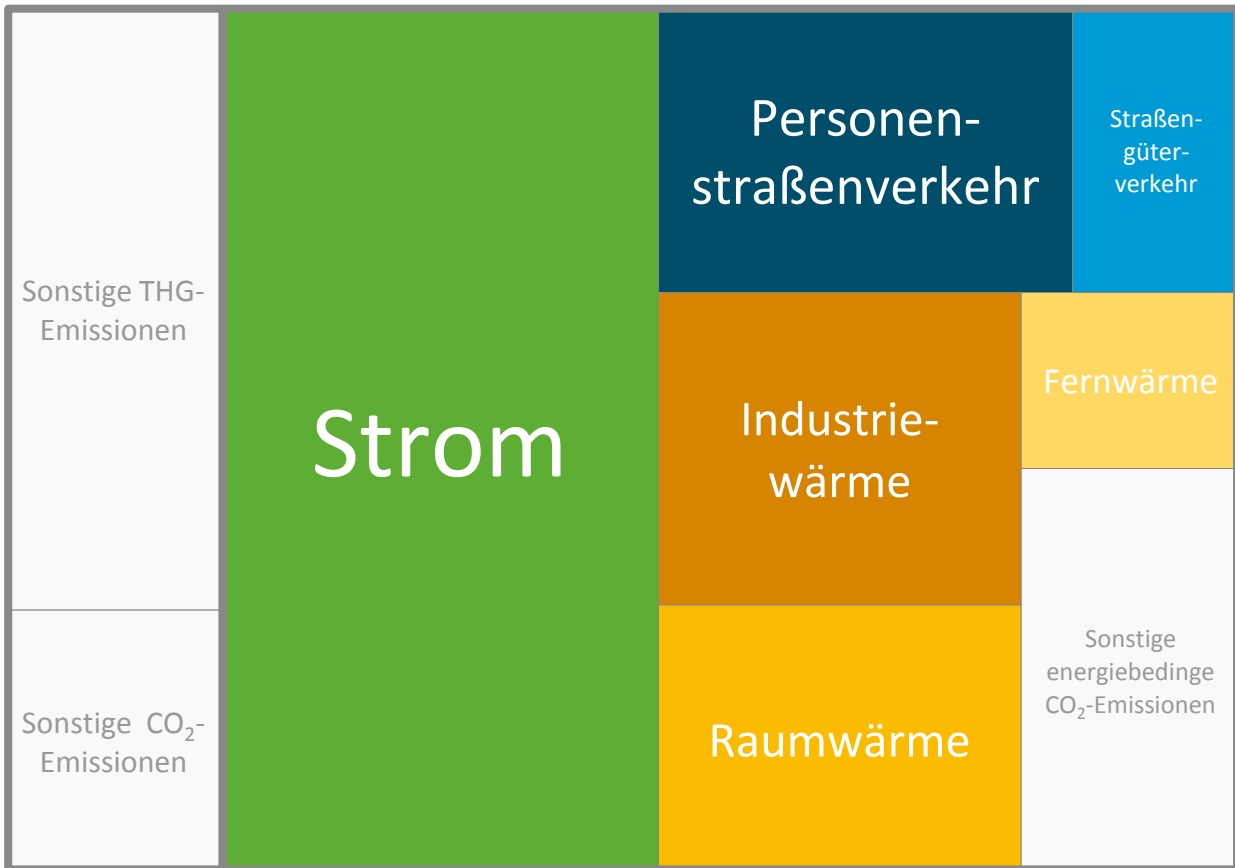 Sonstige THG-
Emissionen
Sonstige CO₂-
Emissionen
Strom
Personen-
straßenverkehr
Straßen-
güter-
verkehr
Industrie-
wärme
Fernwärme
Raumwärme
Sonstige
energiebedinge
CO₂-Emissionen